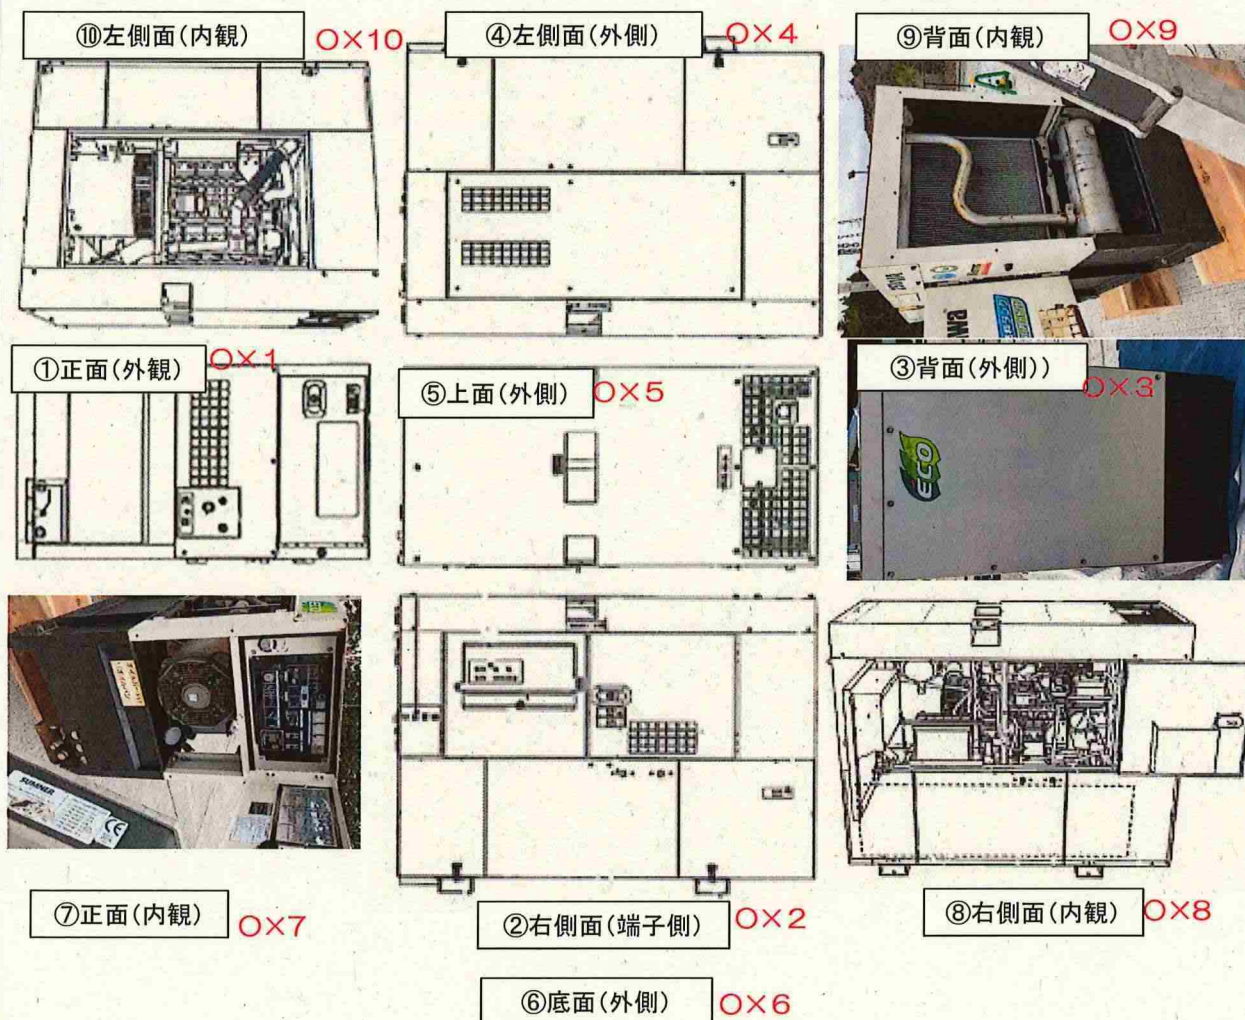 ⑩左側面(内観)
O×10
④左側面(外側)
O×4
⑨背面(内観)
O×9
①正面(外観)
O×1
⑤上面(外側)
O×5
③背面(外側))
O×3
ECO
SUMNER
CE
⑦正面(内観)
O×7
②右側面(端子側)
O×2
⑧右側面(内観)
O×8
⑥底面(外側)
O×6